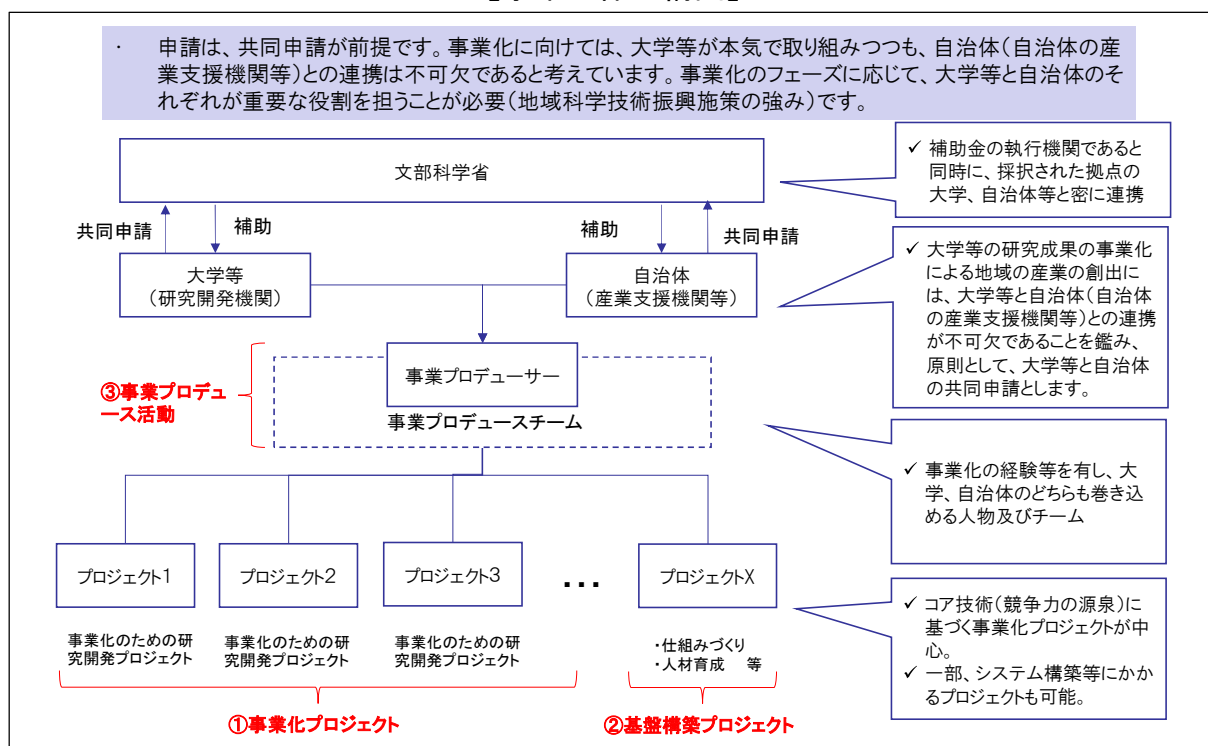 ・ 申請は、共同申請が前提です。事業化に向けては、大学等が本気で取り組みつつも、自治体(自治体の産
業支援機関等)との連携は不可欠であると考えています。事業化のフェーズに応じて、大学等と自治体のそ
れぞれが重要な役割を担うことが必要(地域科学技術振興施策の強み)です。
文部科学省
✓ 補助金の執行機関であると
同時に、採択された拠点の
大学、自治体等と密に連携
共同申請
補助
補助
共同申請
大学等
(研究開発機関)
自治体
(産業支援機関等)
✓ 大学等の研究成果の事業化
による地域の産業の創出に
は、大学等と自治体(自治体
の産業支援機関等)との連携
が不可欠であることを鑑み、
原則として、大学等と自治体
の共同申請とします。
事業プロデューサー
事業プロデュースチーム
③事業プロデュ
ース活動
✓ 事業化の経験等を有し、大
学、自治体のどちらも巻き込
める人物及びチーム
プロジェクト1
プロジェクト2
プロジェクト3
・・・
プロジェクトX
事業化のための研
究開発プロジェクト
事業化のための研
究開発プロジェクト
事業化のための研
究開発プロジェクト
・仕組みづくり
・人材育成 等
✓ コア技術(競争力の源泉)に
基づく事業化プロジェクトが中
心。
✓ 一部、システム構築等にかか
るプロジェクトも可能。
①事業化プロジェクト
②基盤構築プロジェクト